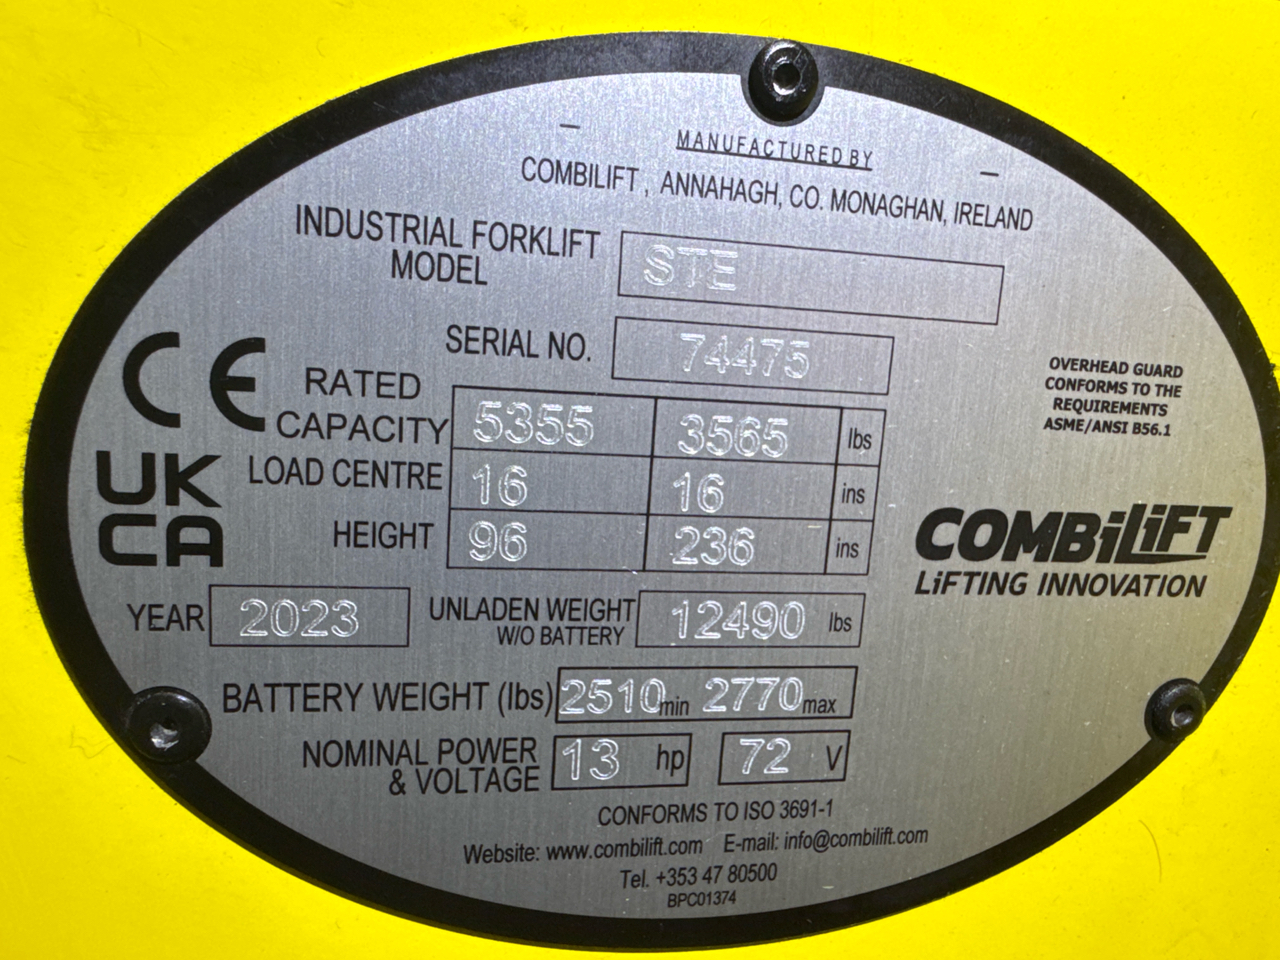 MANUFACTURED BY
COMBILIFT, ANNAHAGH, CO. MONAGHAN, IRELAND
INDUSTRIAL FORKLIFT MODEL STE
SERIAL NO. 74475
CE
RATED CAPACITY 5355 3565 lbs
LOAD CENTRE 16 16 ins
HEIGHT 96 236 ins
OVERHEAD GUARD
CONFORMS TO THE
REQUIREMENTS
ASME/ANSI B56.1
UK
CA
COMBiLiFT
LiFTING INNOVATION
YEAR 2023
UNLADEN WEIGHT W/O BATTERY 12490 lbs
BATTERY WEIGHT (lbs) 2510 min 2770 max
NOMINAL POWER & VOLTAGE 13 hp 72 V
CONFORMS TO ISO 3691-1
Website: www.combilift.com E-mail: info@combilift.com
Tel. +353 47 80500
BPC01374